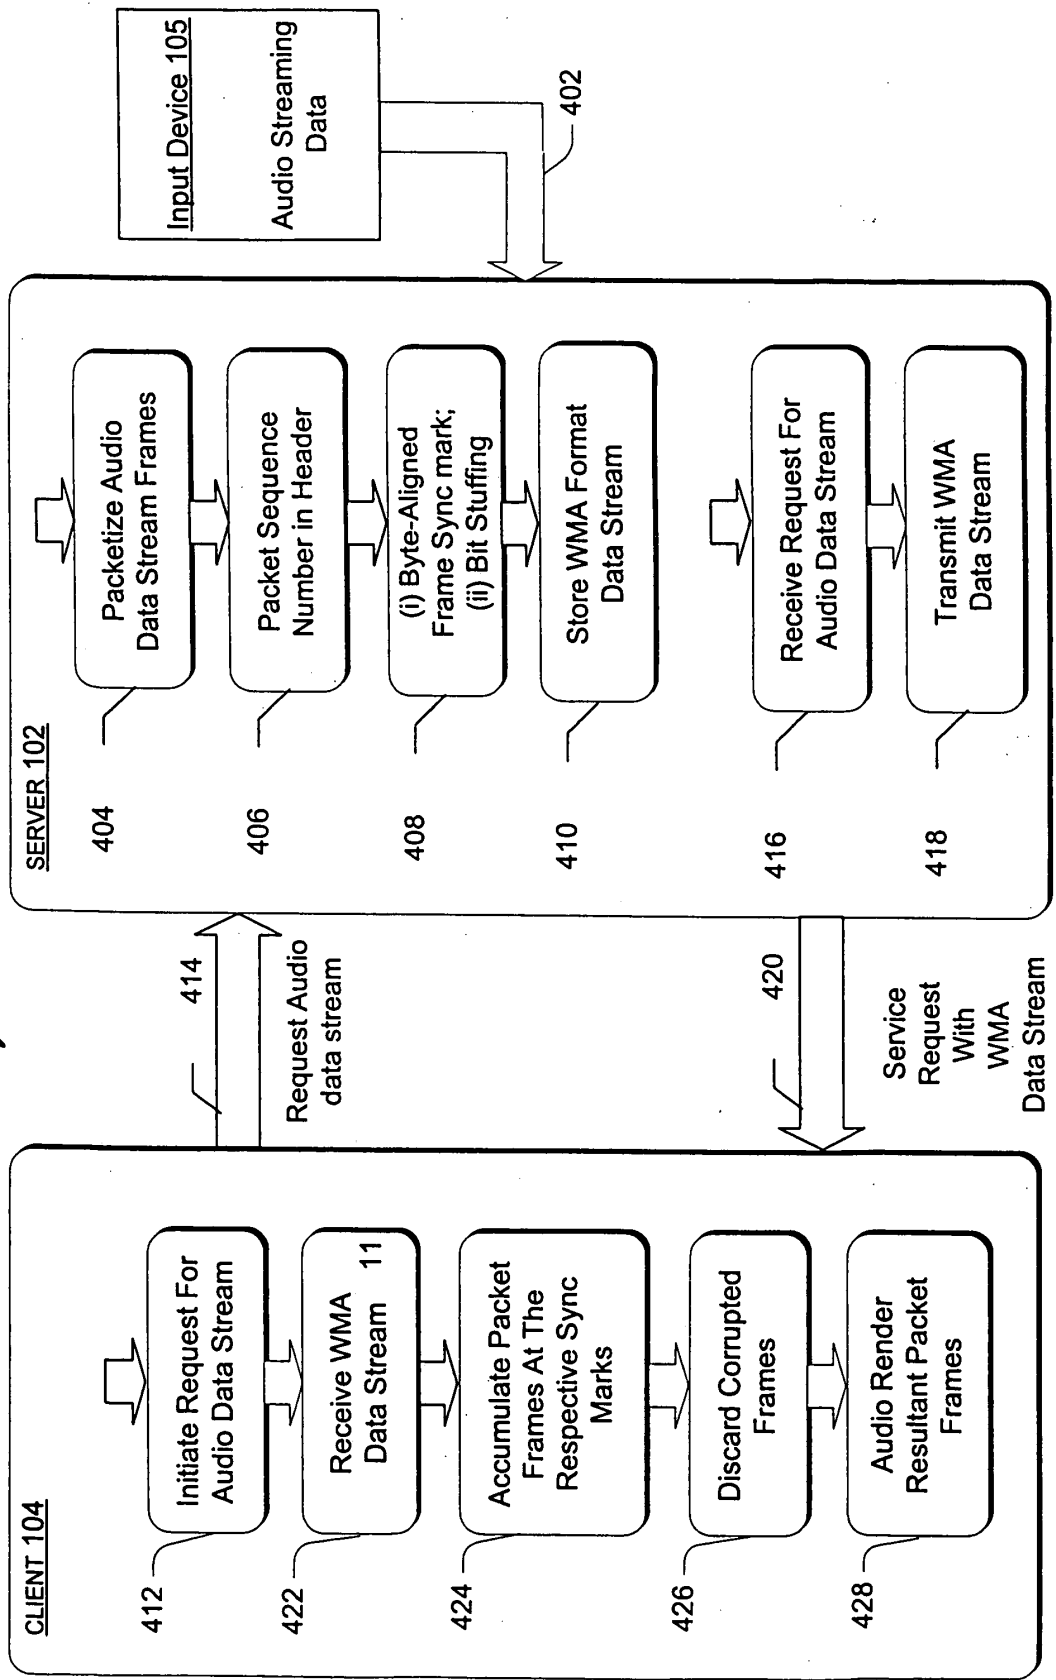 CLIENT 104
412
Initiate Request For
Audio Data Stream
422
Receive WMA
Data Stream
11
424
Accumulate Packet
Frames At The
Respective Sync
Marks
426
Discard Corrupted
Frames
428
Audio Render
Resultant Packet
Frames
414
Request Audio
data stream
420
Service
Request
With
WMA
Data Stream
SERVER 102
404
Packetize Audio
Data Stream Frames
406
Packet Sequence
Number in Header
408
(i) Byte-Aligned
Frame Sync mark;
(ii) Bit Stuffing
410
Store WMA Format
Data Stream
416
Receive Request For
Audio Data Stream
418
Transmit WMA
Data Stream
Input Device 105
Audio Streaming
Data
402